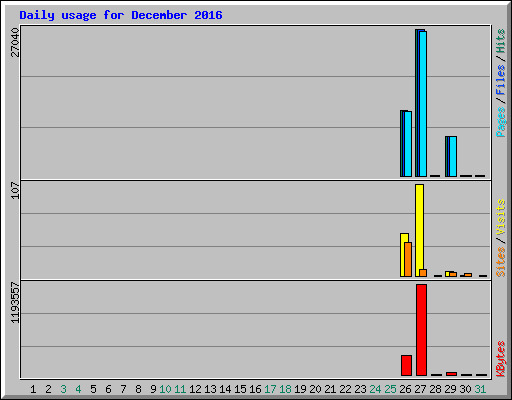 Daily usage for December 2016
27040
Pages/Files/Hits
107
Sites/Visits
1193557
KBytes
1 2 3 4 5 6 7 8 9 10 11 12 13 14 15 16 17 18 19 20 21 22 23 24 25 26 27 28 29 30 31